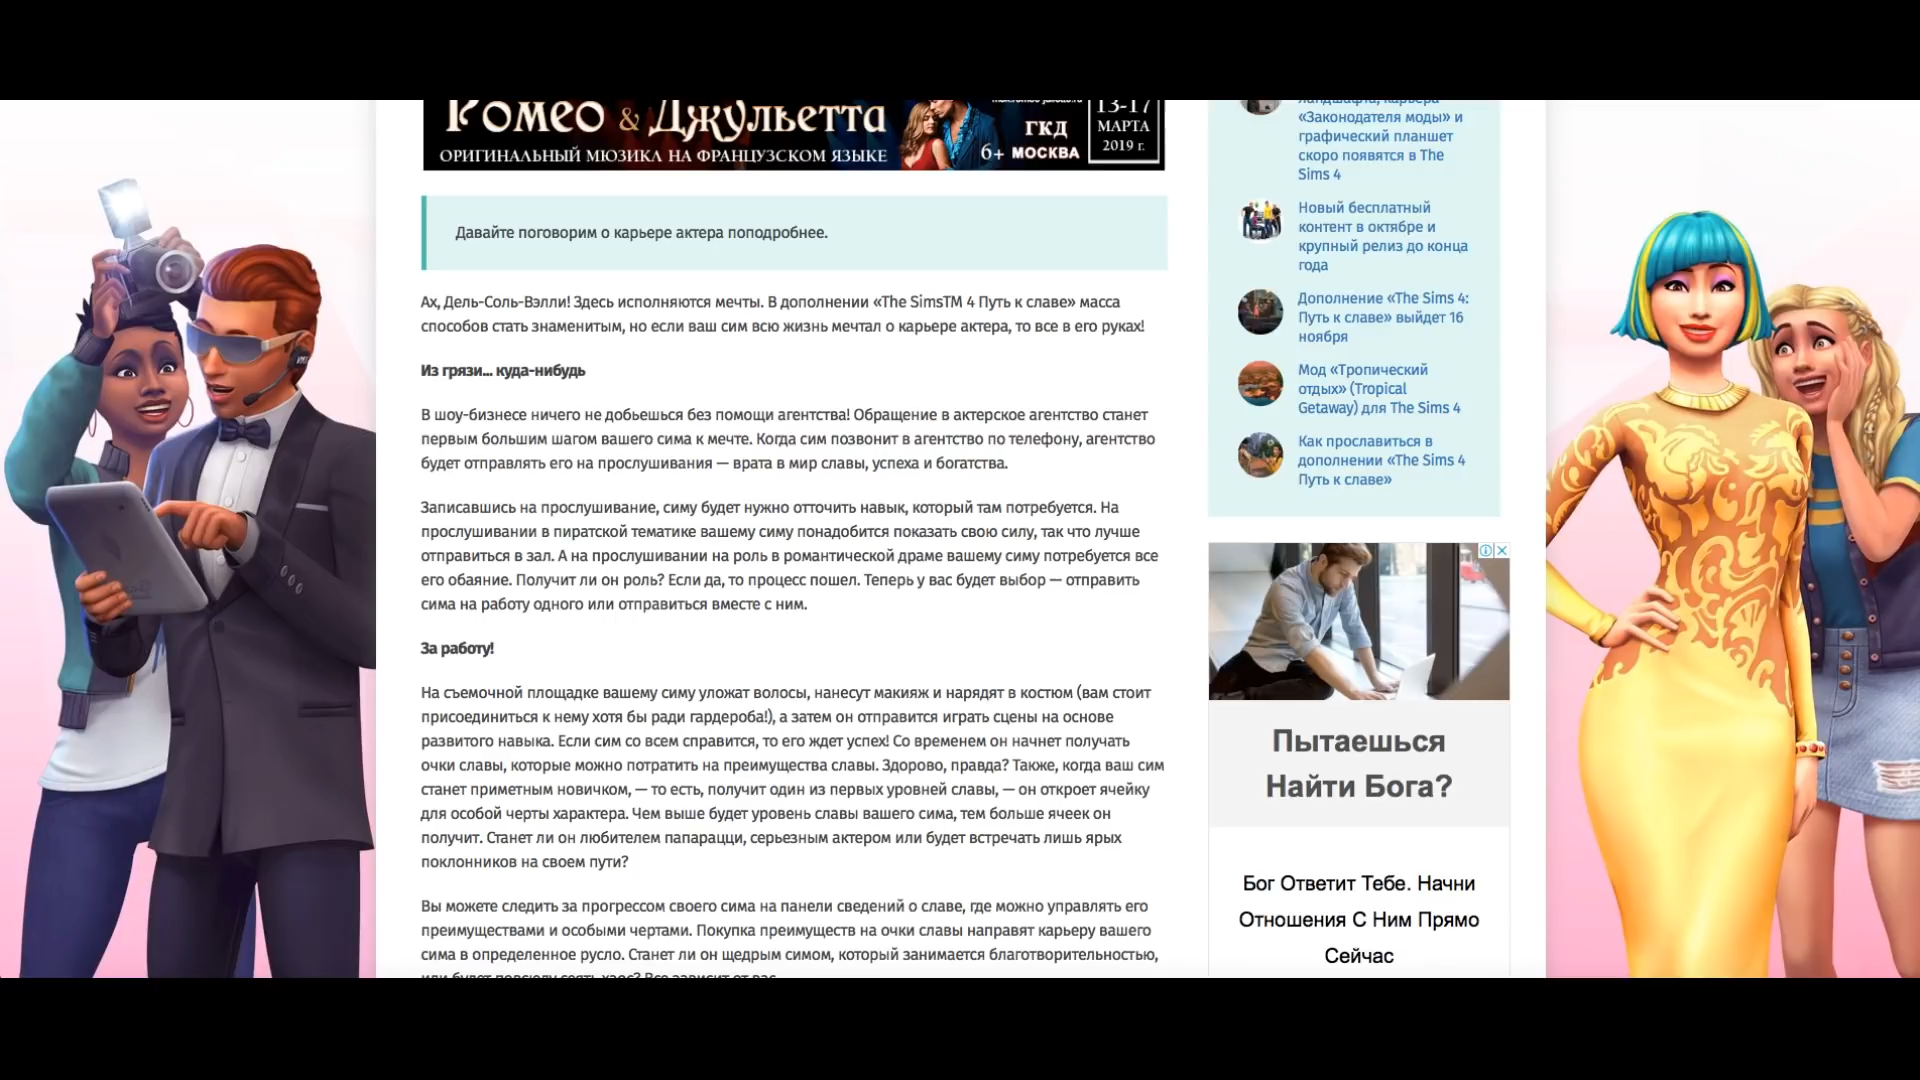 Ромео & Джульетта
ОРИГИНАЛЬНЫЙ МЮЗИКЛ НА ФРАНЦУЗСКОМ ЯЗЫКЕ
6+
ГКД
МОСКВА
13-17
МАРТА
2019 г.
Давайте поговорим о карьере актера поподробнее.
Ах, Дель-Соль-Вэлли! Здесь исполняются мечты. В дополнении «The SimsTM 4 Путь к славе» масса
способов стать знаменитым, но если ваш сим всю жизнь мечтал о карьере актера, то все в его руках!
Из грязи... куда-нибудь
В шоу-бизнесе ничего не добьешься без помощи агентства! Обращение в актерское агентство станет
первым большим шагом вашего сима к мечте. Когда сим позвонит в агентство по телефону, агентство
будет отправлять его на прослушивания — врата в мир славы, успеха и богатства.
Записавшись на прослушивание, симу будет нужно отточить навык, который там потребуется. На
прослушивании в пиратской тематике вашему симу понадобится показать свою силу, так что лучше
отправиться в зал. А на прослушивании на роль в романтической драме вашему симу потребуется все
его обаяние. Получит ли он роль? Если да, то процесс пошел. Теперь у вас будет выбор — отправить
сима на работу одного или отправиться вместе с ним.
За работу!
На съемочной площадке вашему симу уложат волосы, нанесут макияж и нарядят в костюм (вам стоит
присоединиться к нему хотя бы ради гардероба!), а затем он отправится играть сцены на основе
развитого навыка. Если сим со всем справится, то его ждет успех! Со временем он начнет получать
очки славы, которые можно потратить на преимущества славы. Здорово, правда? Также, когда ваш сим
станет приметным новичком, — то есть, получит один из первых уровней славы, — он откроет ячейку
для особой черты характера. Чем выше будет уровень славы вашего сима, тем больше ячеек он
получит. Станет ли он любителем папарацци, серьезным актером или будет встречать лишь ярых
поклонников на своем пути?
Вы можете следить за прогрессом своего сима на панели сведений о славе, где можно управлять его
преимуществами и особыми чертами. Покупка преимуществ на очки славы направят карьеру вашего
сима в определенное русло. Станет ли он щедрым симом, который занимается благотворительностью,
или будет повсюду сеять хаос? Все зависит от вас.
ландшафта, карьера
«Законодателя моды» и
графический планшет
скоро появятся в The
Sims 4
Новый бесплатный
контент в октябре и
крупный релиз до конца
года
Дополнение «The Sims 4:
Путь к славе» выйдет 16
ноября
Мод «Тропический
отдых» (Tropical
Getaway) для The Sims 4
Как прославиться в
дополнении «The Sims 4
Путь к славе»
Пытаешься
Найти Бога?
Бог Ответит Тебе. Начни
Отношения С Ним Прямо
Сейчас